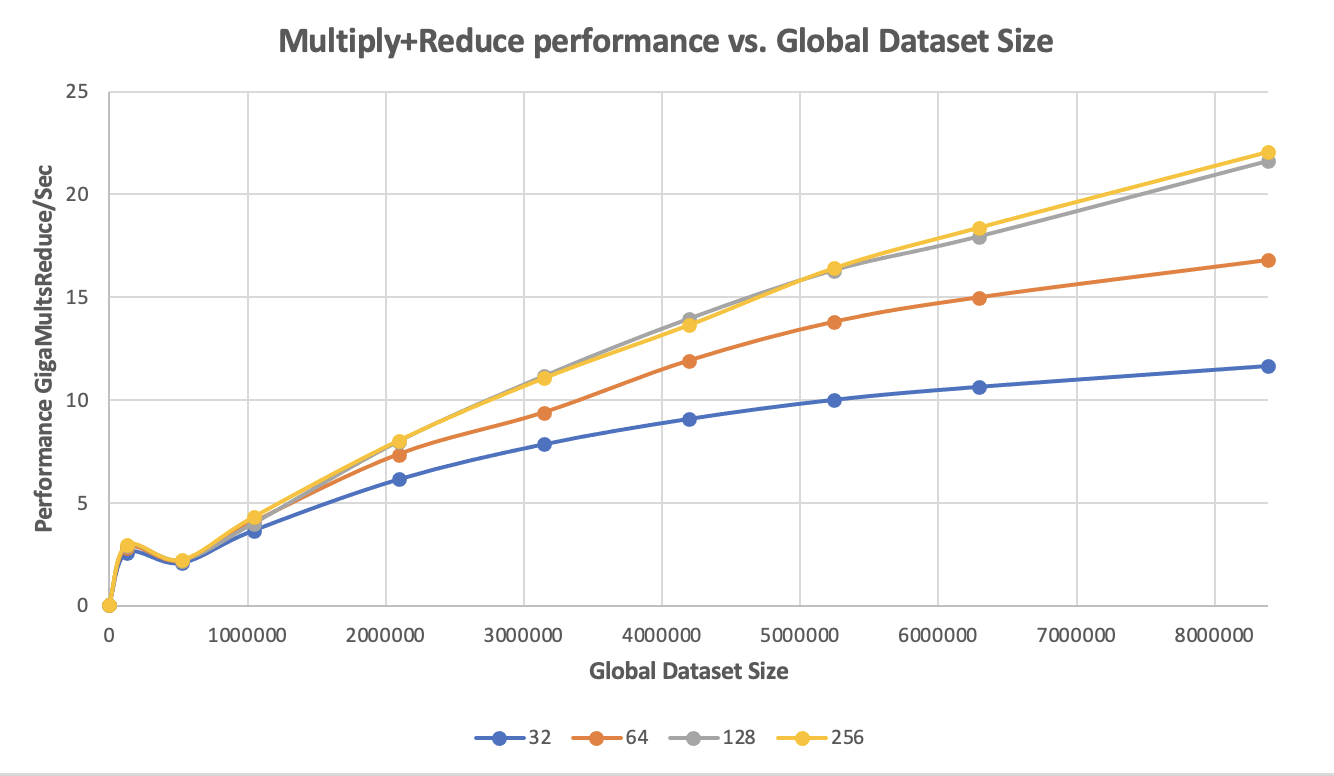 Multiply+Reduce performance vs. Global Dataset Size
Performance GigaMultsReduce/Sec
25
20
15
10
5
0
0 1000000 2000000 3000000 4000000 5000000 6000000 7000000 8000000
Global Dataset Size
32 64 128 256